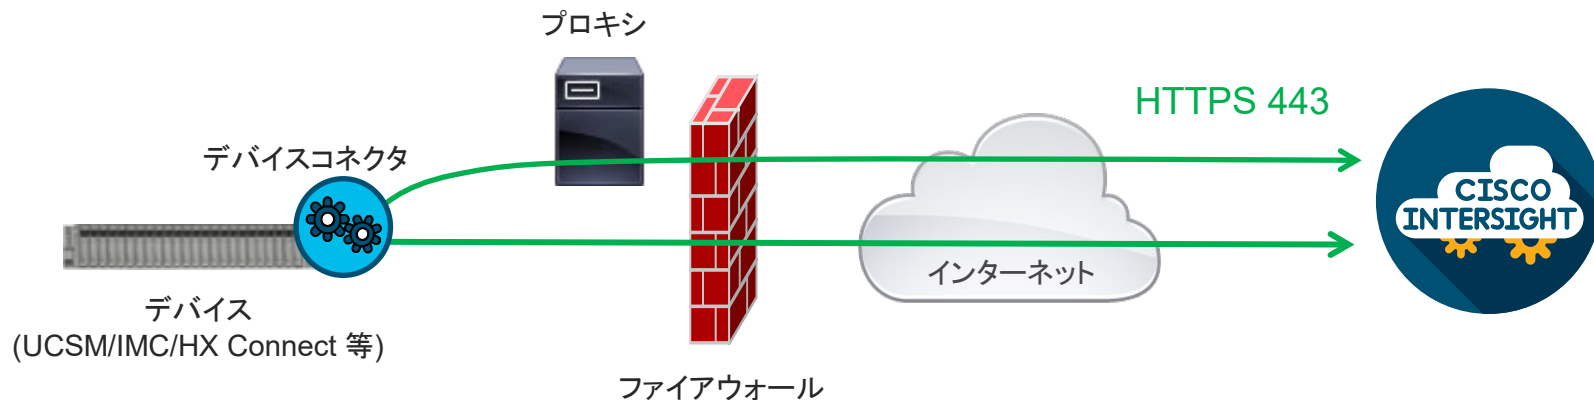 プロキシ
HTTPS 443
デバイスコネクタ
CISCO
INTERSIGHT
インターネット
デバイス
(UCSM/IMC/HX Connect 等)
ファイアウォール